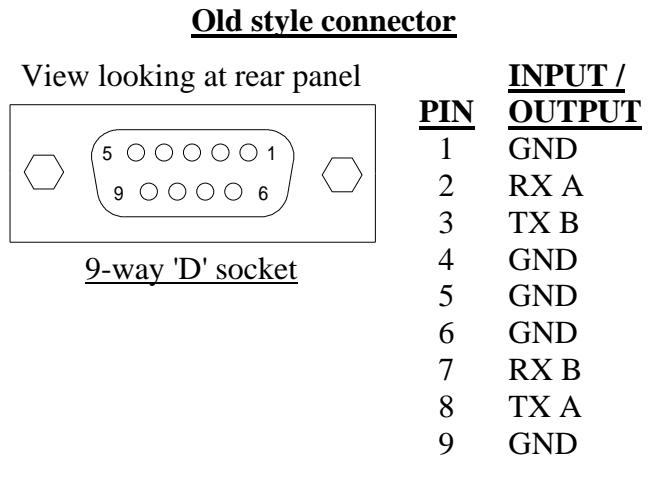 Old style connector
View looking at rear panel
5 1
9 6
9-way 'D' socket
INPUT /
PIN OUTPUT
1 GND
2 RX A
3 TX B
4 GND
5 GND
6 GND
7 RX B
8 TX A
9 GND